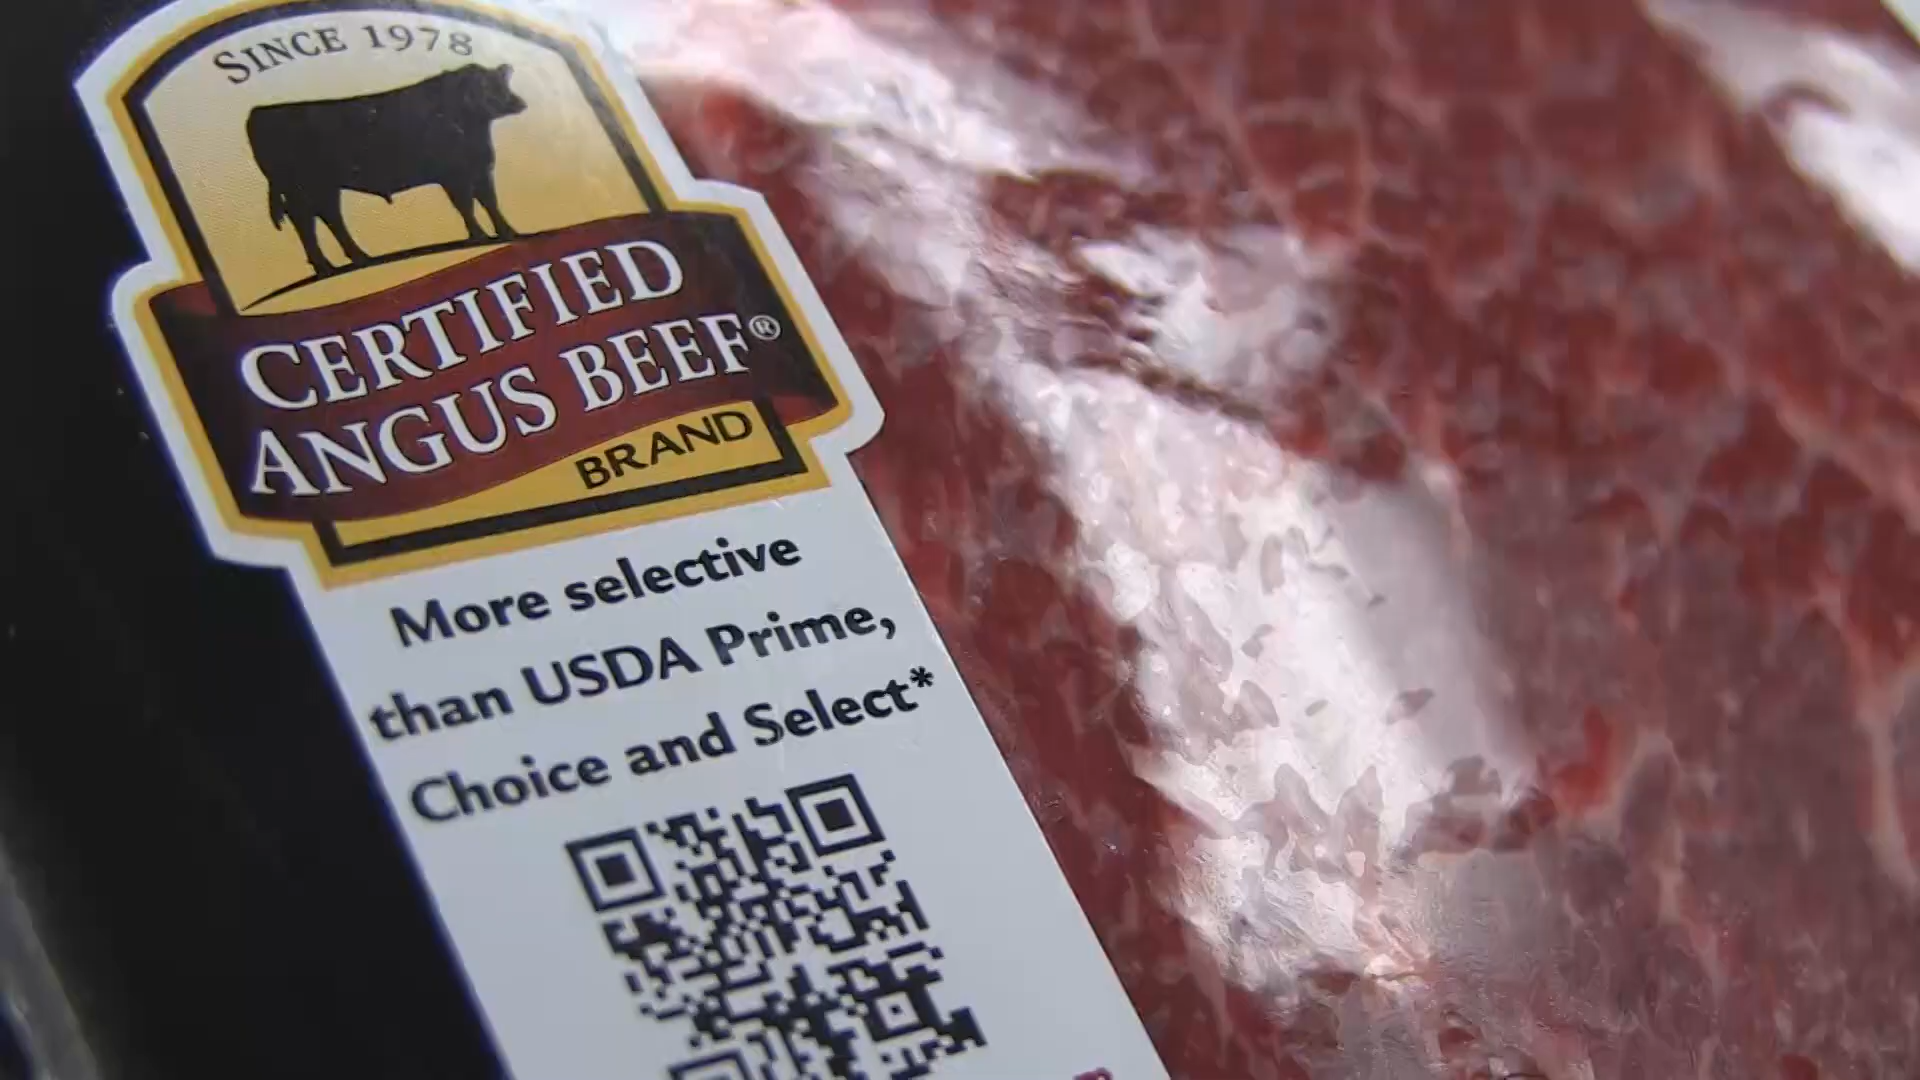 SINCE 1978
CERTIFIED
ANGUS BEEF®
BRAND
More selective
than USDA Prime,
Choice and Select*